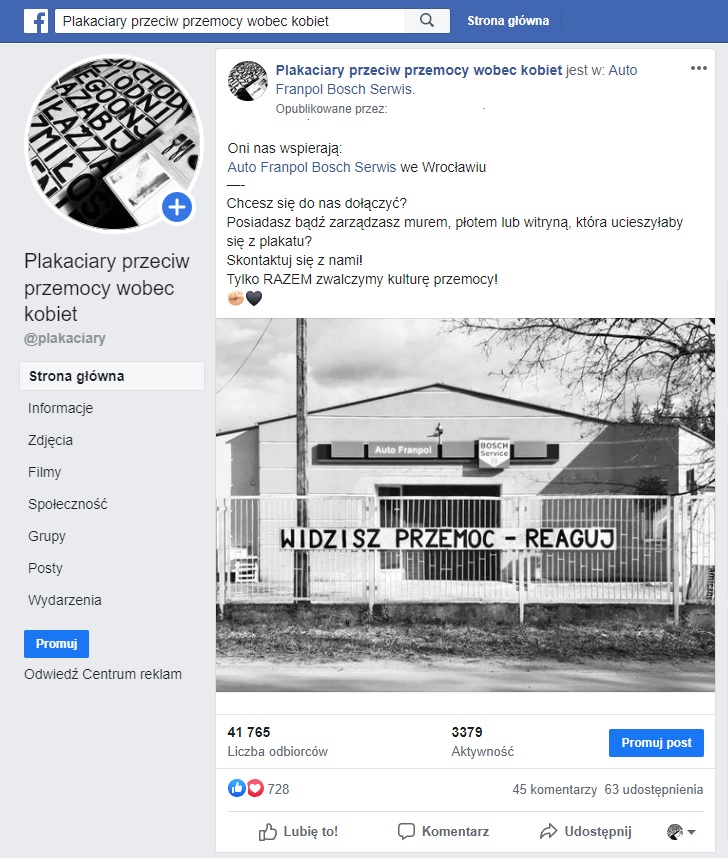 Plakaciary przeciw przemocy wobec kobiet
Strona główna
Plakaciary przeciw przemocy wobec kobiet
@plakaciary
Strona główna
Informacje
Zdjęcia
Filmy
Społeczność
Grupy
Posty
Wydarzenia
Promuj
Odwiedź Centrum reklam
Plakaciary przeciw przemocy wobec kobiet jest w: Auto
Franpol Bosch Serwis.
Opublikowane przez:
Oni nas wspierają:
Auto Franpol Bosch Serwis we Wrocławiu
—-
Chcesz się do nas dołączyć?
Posiadasz bądź zarządzasz murem, płotem lub witryną, która ucieszyłaby
się z plakatu?
Skontaktuj się z nami!
Tylko RAZEM zwalczymy kulturę przemocy!
✊🏼🖤
Auto Franpol
BOSCH
Service
WIDZISZ PRZEMOC – REAGUJ
41 765
Liczba odbiorców
3379
Aktywność
Promuj post
728
45 komentarzy 63 udostępnienia
Lubię to!
Komentarz
Udostępnij